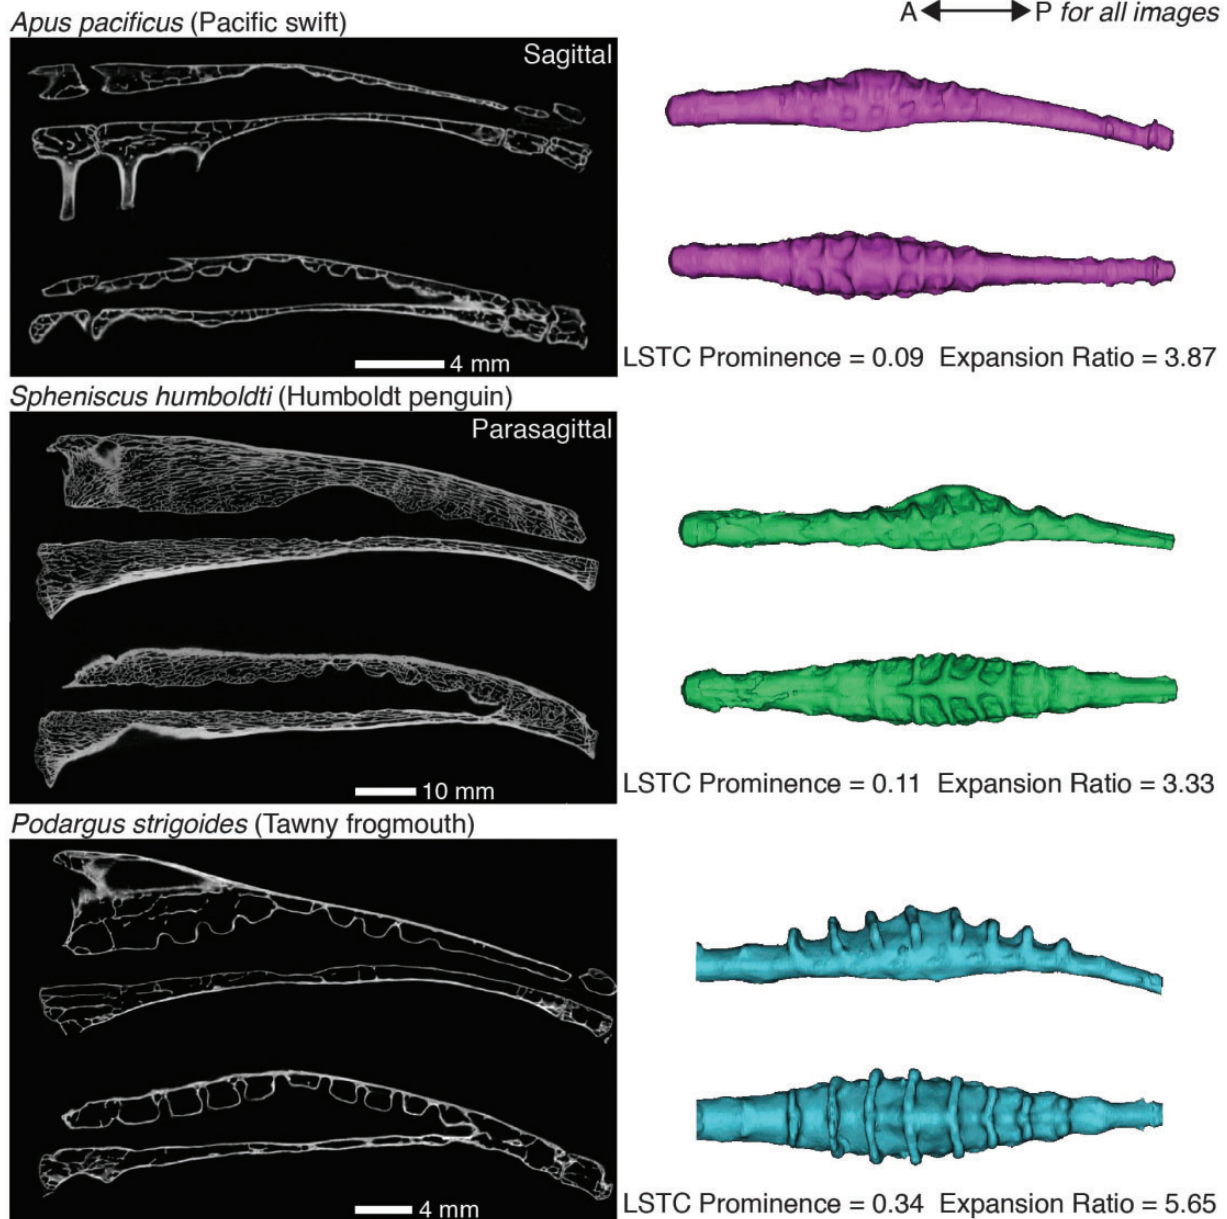 A P for all images
Apus pacificus (Pacific swift)
Sagittal
4 mm
LSTC Prominence = 0.09 Expansion Ratio = 3.87
Spheniscus humboldti (Humboldt penguin)
Parasagittal
10 mm
LSTC Prominence = 0.11 Expansion Ratio = 3.33
Podargus strigoides (Tawny frogmouth)
4 mm
LSTC Prominence = 0.34 Expansion Ratio = 5.65